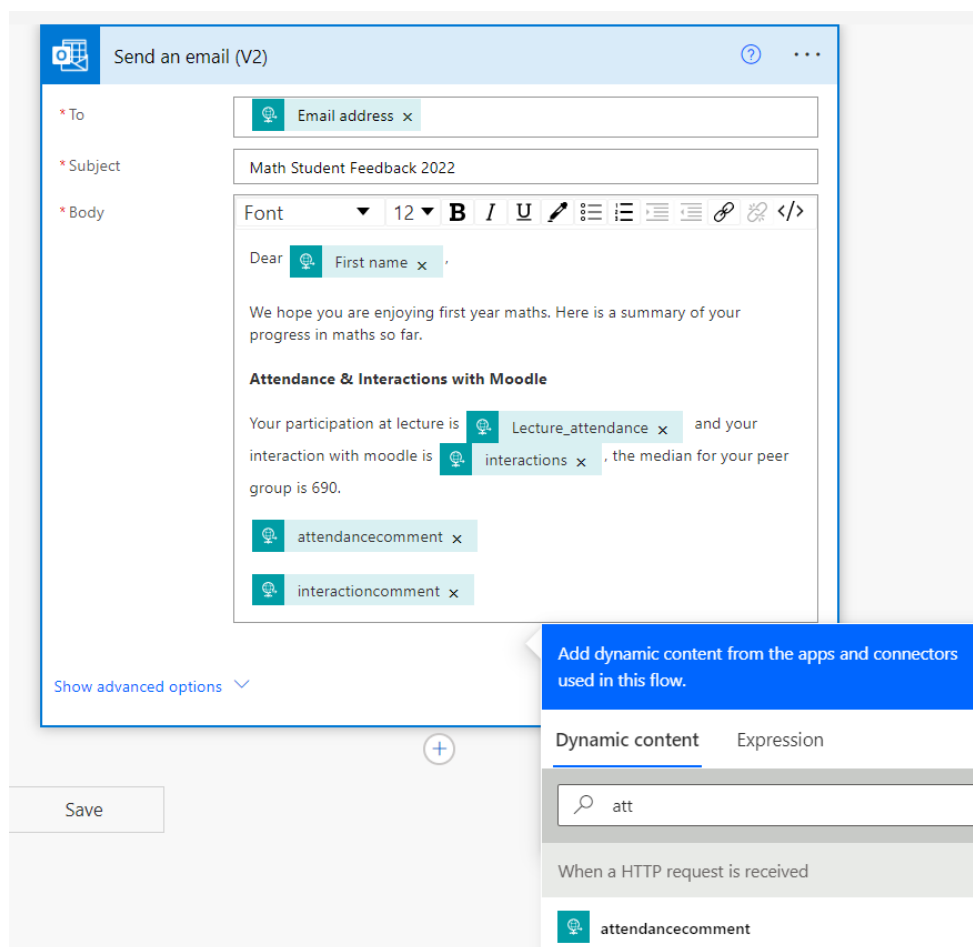 Send an email (V2)
* To
Email address ×
* Subject
Math Student Feedback 2022
* Body
Font 12 B I U </>
Dear First name × ,
We hope you are enjoying first year maths. Here is a summary of your
progress in maths so far.
Attendance & Interactions with Moodle
Your participation at lecture is Lecture_attendance × and your
interaction with moodle is interactions × , the median for your peer
group is 690.
attendancecomment ×
interactioncomment ×
Show advanced options
Add dynamic content from the apps and connectors
used in this flow.
Dynamic content Expression
att
When a HTTP request is received
attendancecomment
Save